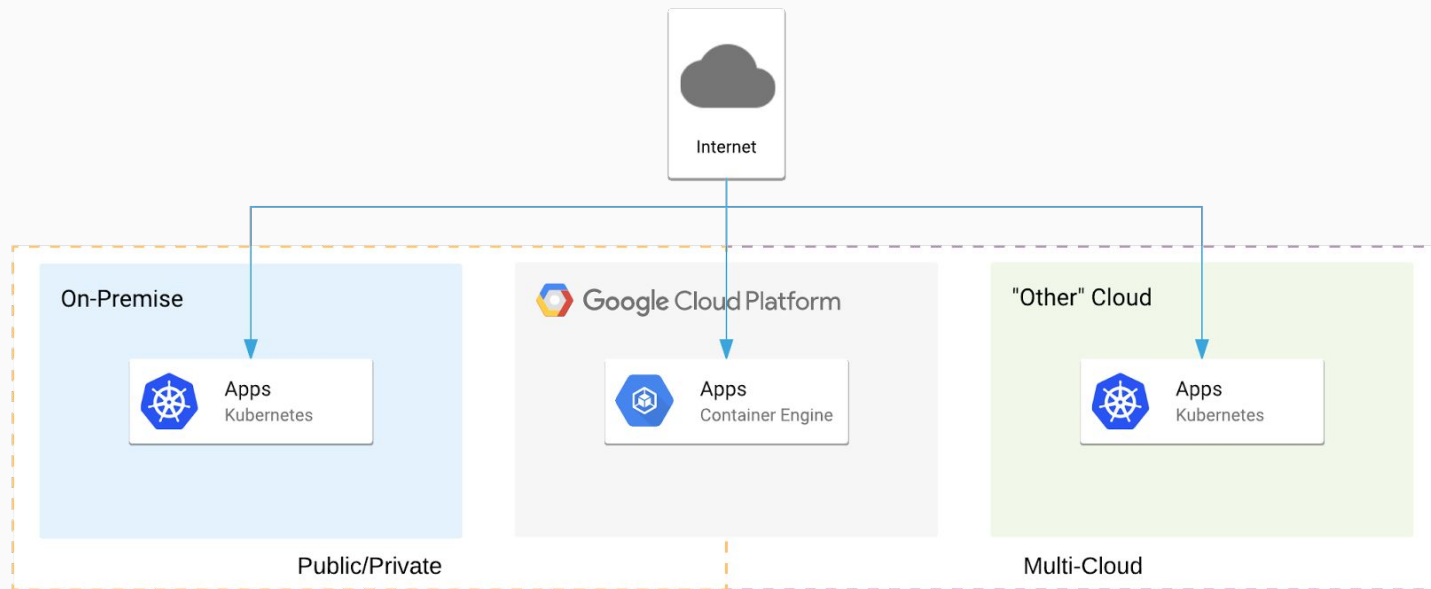 Internet
On-Premise
Google Cloud Platform
"Other" Cloud
Apps
Kubernetes
Apps
Container Engine
Apps
Kubernetes
Public/Private
Multi-Cloud